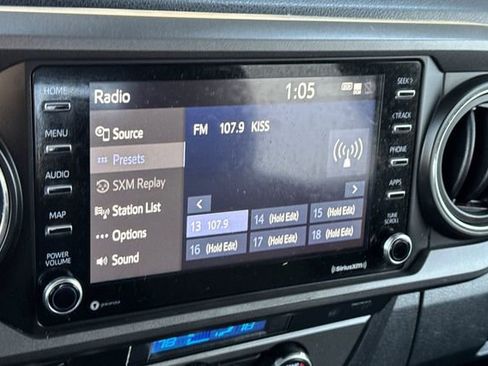 HOME
MENU
AUDIO
MAP
POWER
VOLUME
Radio
1:05
Source
Presets
SXM Replay
Station List
Options
Sound
FM 107.9 KISS
13 107.9
14 (Hold Edit)
15 (Hold Edit)
16 (Hold Edit)
17 (Hold Edit)
18 (Hold Edit)
SEEK>
<TRACK
PHONE
APPS
TUNE
SCROLL
((SiriusXM))